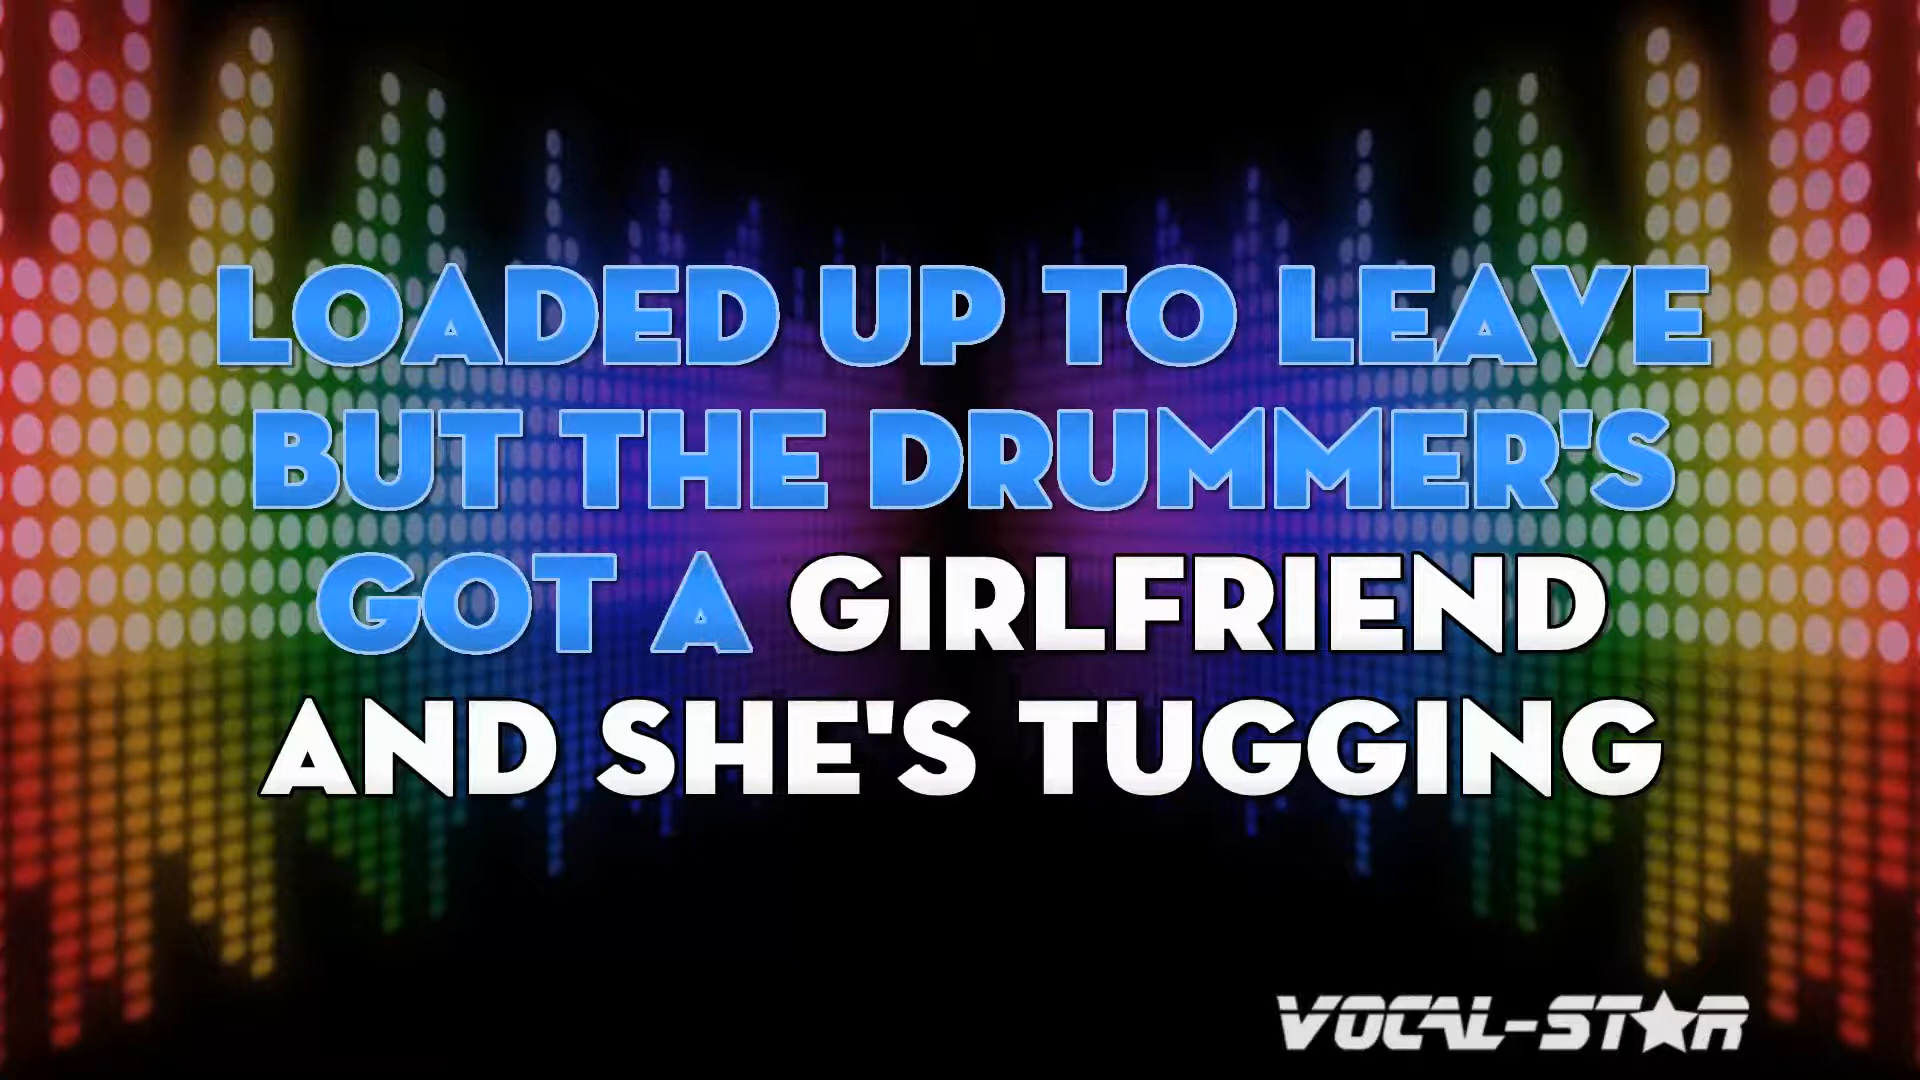 LOADED UP TO LEAVE
BUT THE DRUMMER'S
GOT A GIRLFRIEND
AND SHE'S TUGGING
VOCAL-STAR